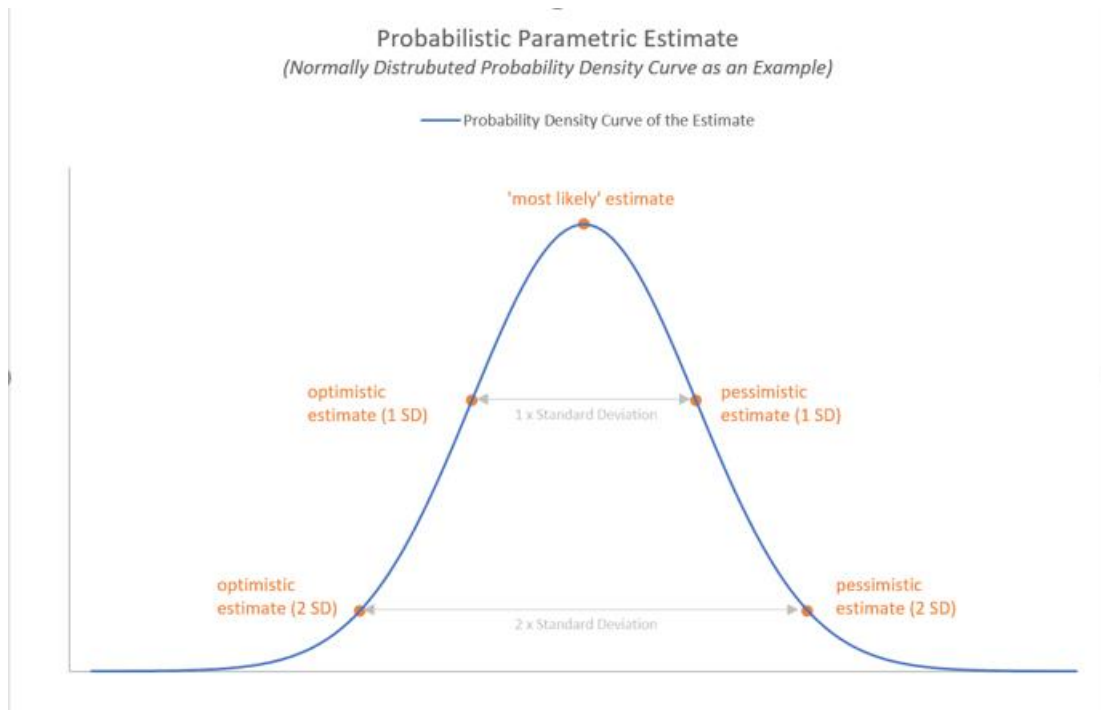 Probabilistic Parametric Estimate
(Normally Distrubuted Probability Density Curve as an Example)
Probability Density Curve of the Estimate
'most likely' estimate
optimistic
estimate (1 SD)
1 x Standard Deviation
pessimistic
estimate (1 SD)
optimistic
estimate (2 SD)
2 x Standard Deviation
pessimistic
estimate (2 SD)